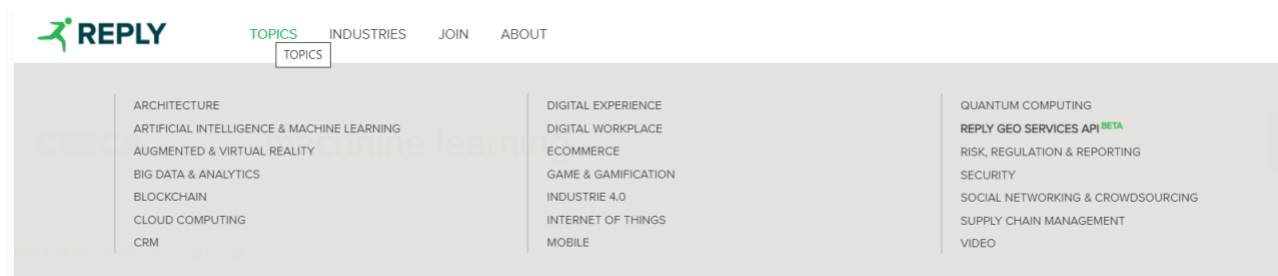 REPLY
TOPICS INDUSTRIES JOIN ABOUT
TOPICS
ARCHITECTURE
ARTIFICIAL INTELLIGENCE & MACHINE LEARNING
AUGMENTED & VIRTUAL REALITY
BIG DATA & ANALYTICS
BLOCKCHAIN
CLOUD COMPUTING
CRM
DIGITAL EXPERIENCE
DIGITAL WORKPLACE
ECOMMERCE
GAME & GAMIFICATION
INDUSTRIE 4.0
INTERNET OF THINGS
MOBILE
QUANTUM COMPUTING
REPLY GEO SERVICES API BETA
RISK, REGULATION & REPORTING
SECURITY
SOCIAL NETWORKING & CROWDSOURCING
SUPPLY CHAIN MANAGEMENT
VIDEO